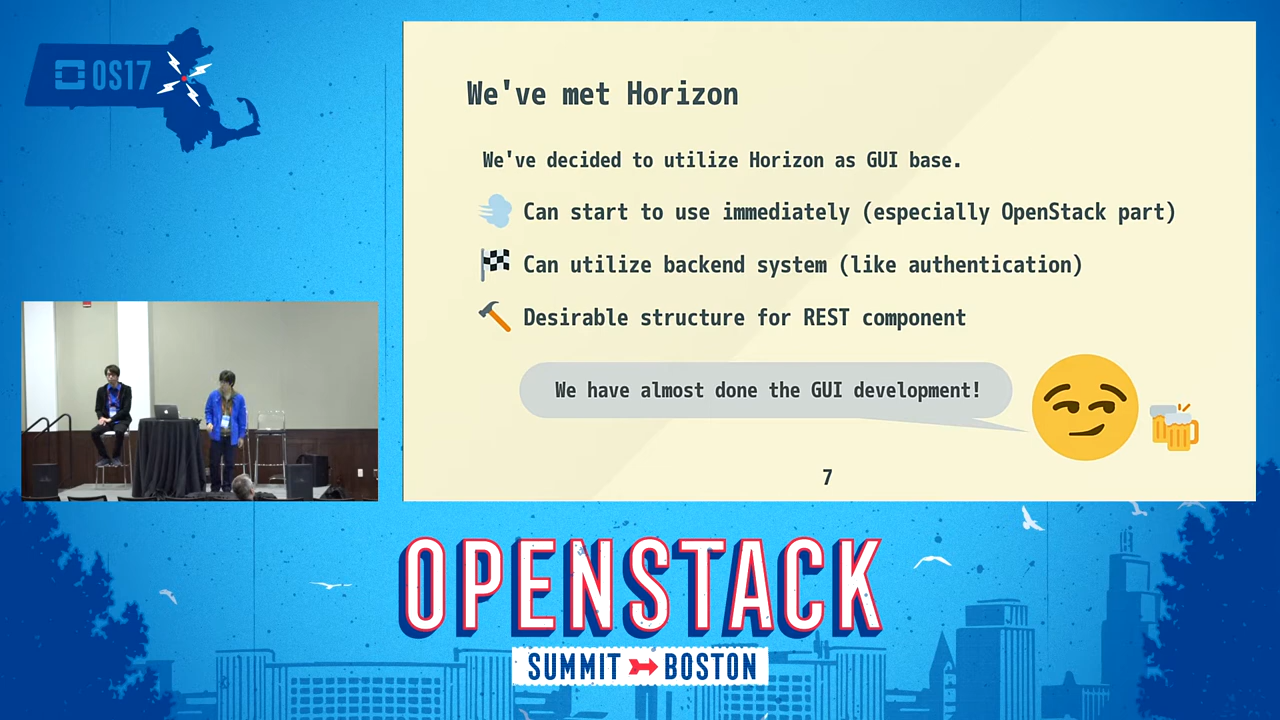 OS17
We've met Horizon
We've decided to utilize Horizon as GUI base.
Can start to use immediately (especially OpenStack part)
Can utilize backend system (like authentication)
Desirable structure for REST component
We have almost done the GUI development!
7
OPENSTACK
SUMMIT BOSTON